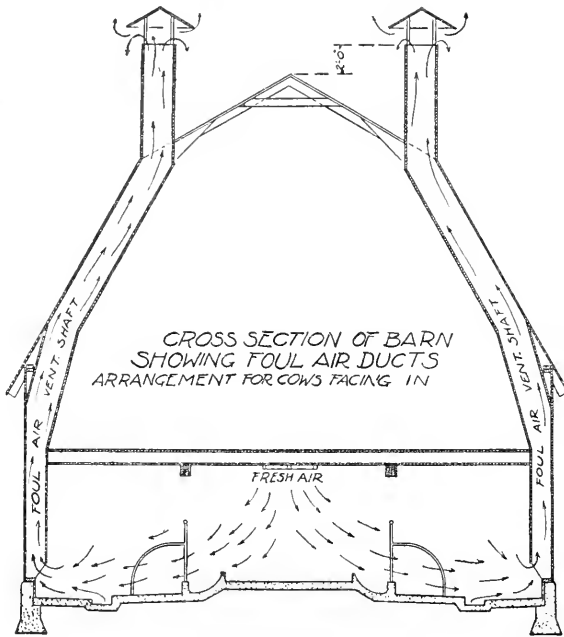 2'-0"
CROSS SECTION OF BARN
SHOWING FOUL AIR DUCTS
ARRANGEMENT FOR COWS FACING IN
FOUL AIR VENT. SHAFT
FOUL AIR VENT. SHAFT
FRESH AIR